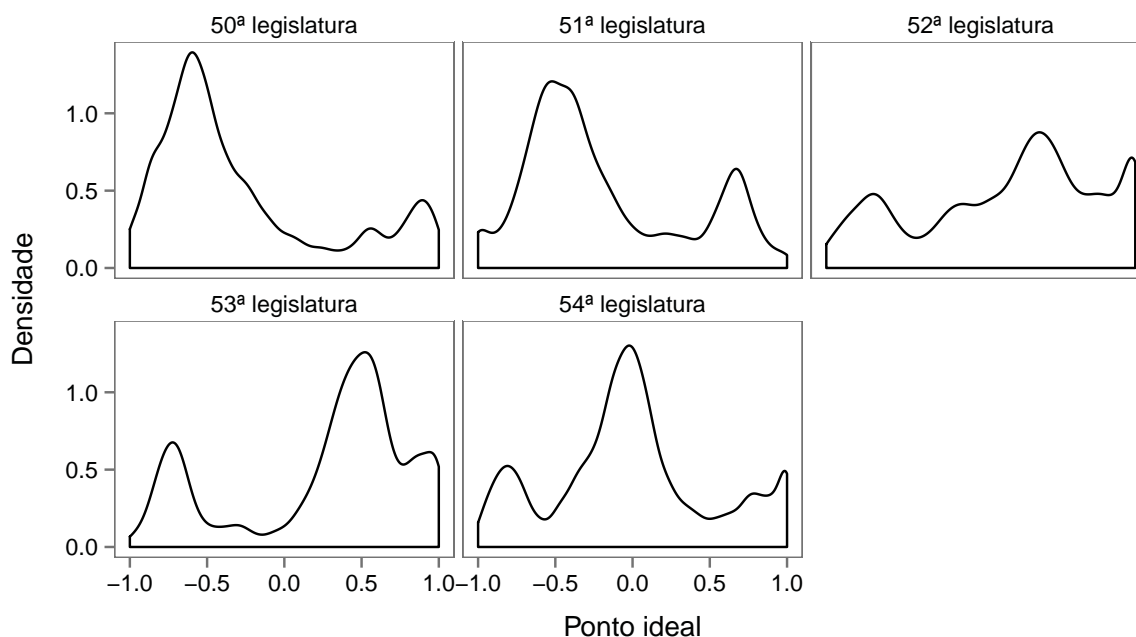 50ª legislatura
51ª legislatura
52ª legislatura
1.0
0.5
0.0
Densidade
53ª legislatura
54ª legislatura
1.0
0.5
0.0
−1.0 −0.5 0.0 0.5 1.0 −1.0 −0.5 0.0 0.5 1.0
Ponto ideal